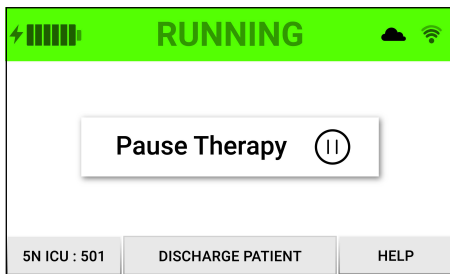 RUNNING
Pause Therapy
5N ICU : 501 DISCHARGE PATIENT HELP